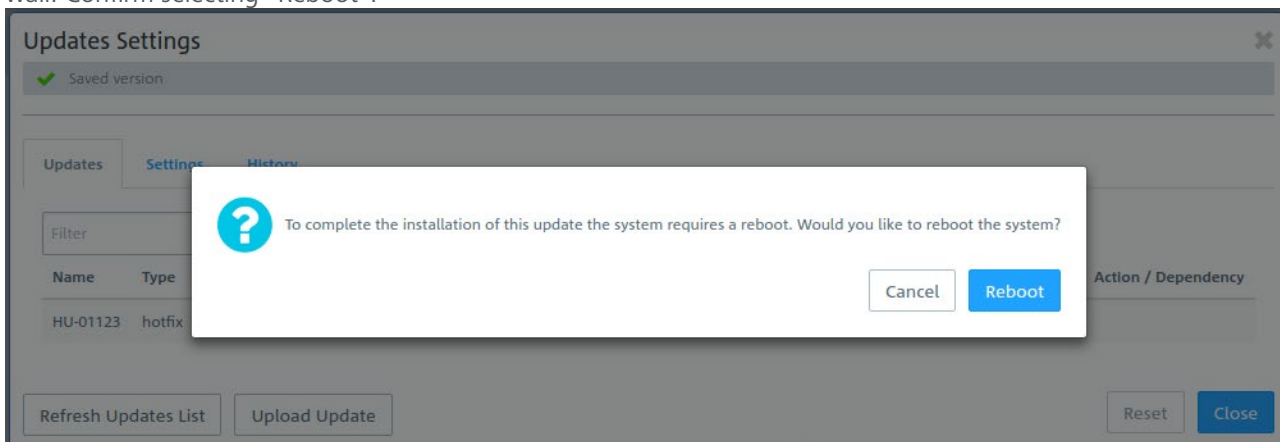 Updates Settings
Saved version
Updates Settings History
Filter
To complete the installation of this update the system requires a reboot. Would you like to reboot the system?
Name Type Action / Dependency
Cancel Reboot
HU-01123 hotfix
Refresh Updates List Upload Update Reset Close